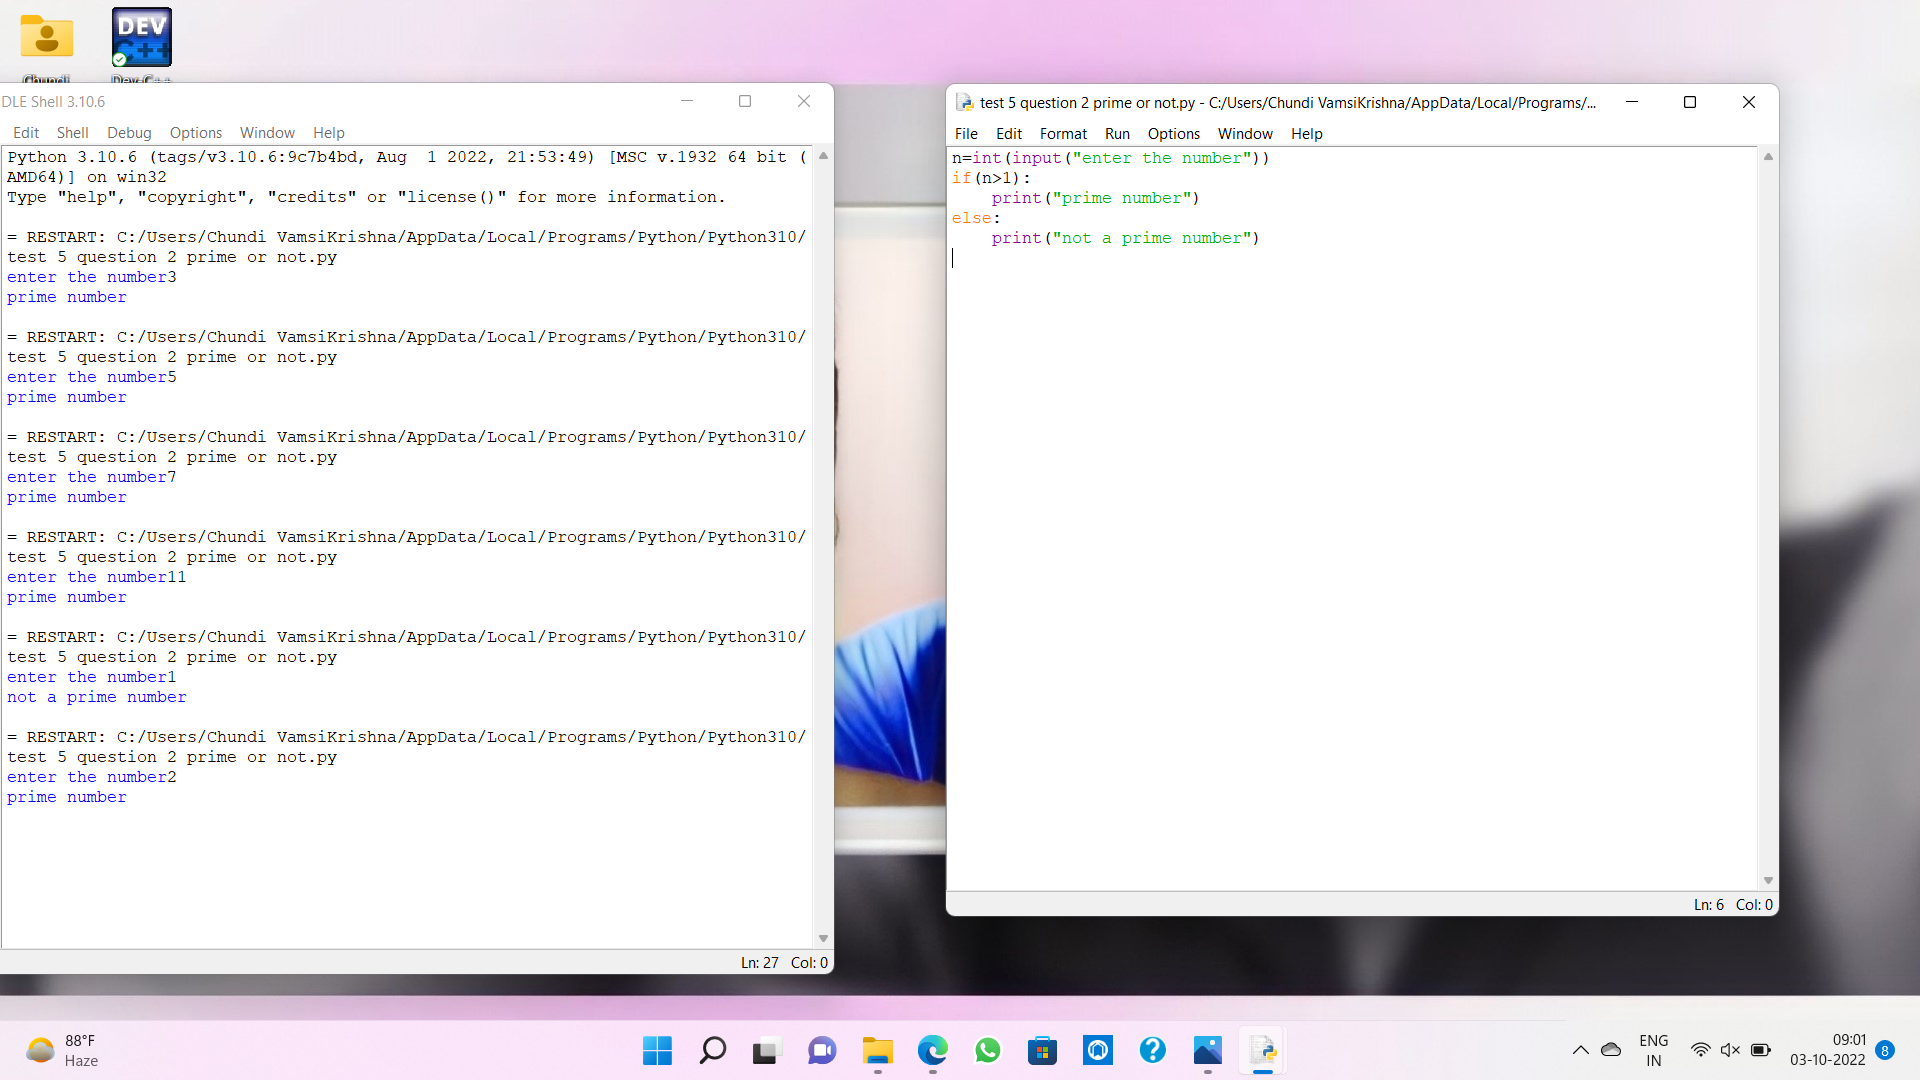 DEV
C++
Chundi
Dev-C++
DLE Shell 3.10.6
Edit Shell Debug Options Window Help
Python 3.10.6 (tags/v3.10.6:9c7b4bd, Aug  1 2022, 21:53:49) [MSC v.1932 64 bit (
AMD64)] on win32
Type "help", "copyright", "credits" or "license()" for more information.
= RESTART: C:/Users/Chundi VamsiKrishna/AppData/Local/Programs/Python/Python310/
test 5 question 2 prime or not.py
enter the number3
prime number
= RESTART: C:/Users/Chundi VamsiKrishna/AppData/Local/Programs/Python/Python310/
test 5 question 2 prime or not.py
enter the number5
prime number
= RESTART: C:/Users/Chundi VamsiKrishna/AppData/Local/Programs/Python/Python310/
test 5 question 2 prime or not.py
enter the number7
prime number
= RESTART: C:/Users/Chundi VamsiKrishna/AppData/Local/Programs/Python/Python310/
test 5 question 2 prime or not.py
enter the number11
prime number
= RESTART: C:/Users/Chundi VamsiKrishna/AppData/Local/Programs/Python/Python310/
test 5 question 2 prime or not.py
enter the number1
not a prime number
= RESTART: C:/Users/Chundi VamsiKrishna/AppData/Local/Programs/Python/Python310/
test 5 question 2 prime or not.py
enter the number2
prime number
Ln: 27 Col: 0
test 5 question 2 prime or not.py - C:/Users/Chundi VamsiKrishna/AppData/Local/Programs/...
File Edit Format Run Options Window Help
n=int(input("enter the number"))
if(n>1):
    print("prime number")
else:
    print("not a prime number")
Ln: 6 Col: 0
88°F
Haze
ENG
IN
09:01
03-10-2022
8